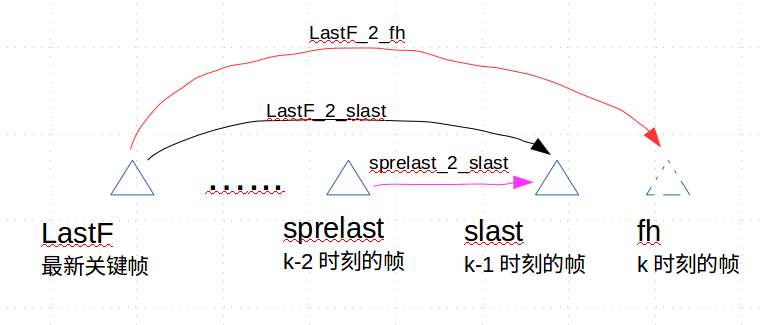 LastF_2_fh
LastF_2_slast
sprelast_2_slast
......
LastF
sprelast
slast
fh
最新关键帧
k-2 时刻的帧
k-1 时刻的帧
k 时刻的帧